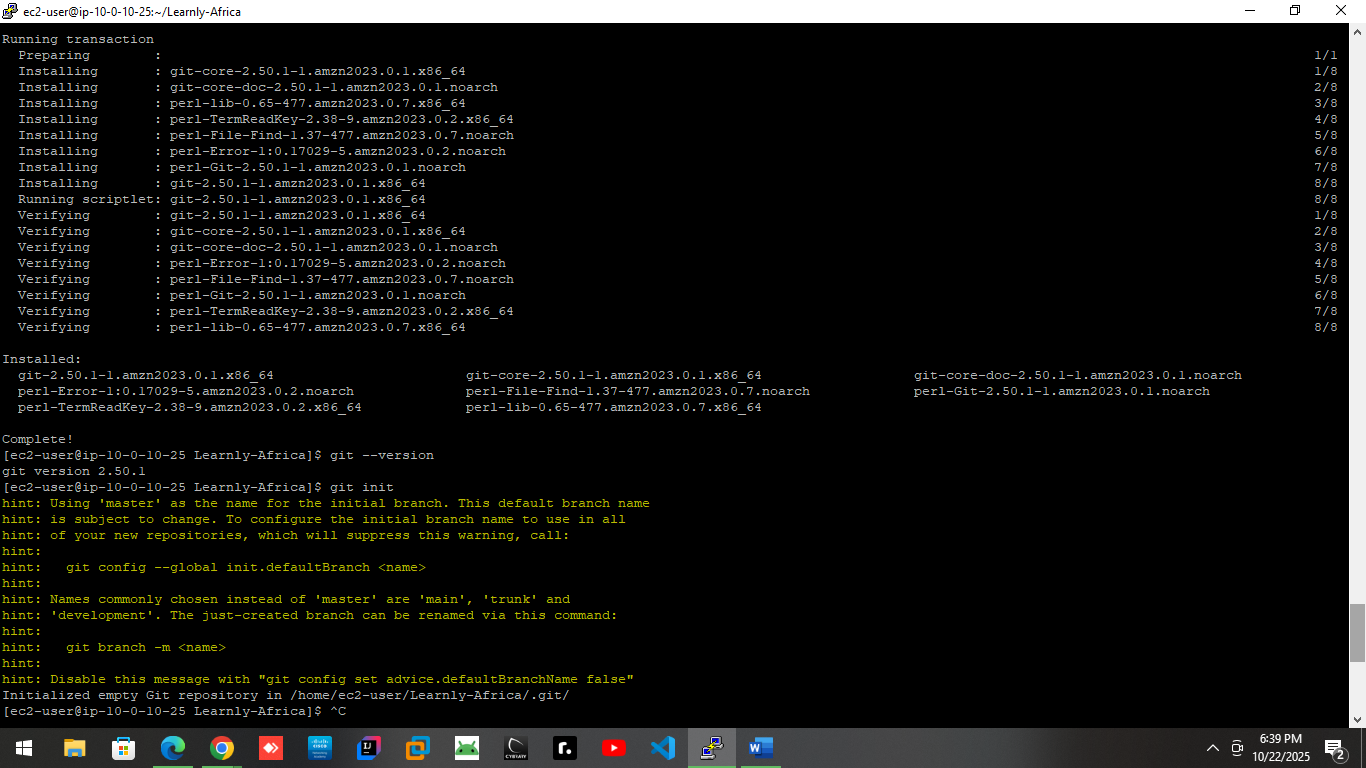 ec2-user@ip-10-0-10-25:~/Learnly-Africa
Running transaction
  Preparing        :                                                          1/1
  Installing       : git-core-2.50.1-1.amzn2023.0.1.x86_64                    1/8
  Installing       : git-core-doc-2.50.1-1.amzn2023.0.1.noarch                2/8
  Installing       : perl-lib-0.65-477.amzn2023.0.7.x86_64                    3/8
  Installing       : perl-TermReadKey-2.38-9.amzn2023.0.2.x86_64              4/8
  Installing       : perl-File-Find-1.37-477.amzn2023.0.7.noarch              5/8
  Installing       : perl-Error-1:0.17029-5.amzn2023.0.2.noarch               6/8
  Installing       : perl-Git-2.50.1-1.amzn2023.0.1.noarch                    7/8
  Installing       : git-2.50.1-1.amzn2023.0.1.x86_64                         8/8
  Running scriptlet: git-2.50.1-1.amzn2023.0.1.x86_64                         8/8
  Verifying        : git-2.50.1-1.amzn2023.0.1.x86_64                         1/8
  Verifying        : git-core-2.50.1-1.amzn2023.0.1.x86_64                    2/8
  Verifying        : git-core-doc-2.50.1-1.amzn2023.0.1.noarch                3/8
  Verifying        : perl-Error-1:0.17029-5.amzn2023.0.2.noarch               4/8
  Verifying        : perl-File-Find-1.37-477.amzn2023.0.7.noarch              5/8
  Verifying        : perl-Git-2.50.1-1.amzn2023.0.1.noarch                    6/8
  Verifying        : perl-TermReadKey-2.38-9.amzn2023.0.2.x86_64              7/8
  Verifying        : perl-lib-0.65-477.amzn2023.0.7.x86_64                    8/8
Installed:
  git-2.50.1-1.amzn2023.0.1.x86_64  git-core-2.50.1-1.amzn2023.0.1.x86_64  git-core-doc-2.50.1-1.amzn2023.0.1.noarch
  perl-Error-1:0.17029-5.amzn2023.0.2.noarch  perl-File-Find-1.37-477.amzn2023.0.7.noarch  perl-Git-2.50.1-1.amzn2023.0.1.noarch
  perl-TermReadKey-2.38-9.amzn2023.0.2.x86_64  perl-lib-0.65-477.amzn2023.0.7.x86_64
Complete!
[ec2-user@ip-10-0-10-25 Learnly-Africa]$ git --version
git version 2.50.1
[ec2-user@ip-10-0-10-25 Learnly-Africa]$ git init
hint: Using 'master' as the name for the initial branch. This default branch name
hint: is subject to change. To configure the initial branch name to use in all
hint: of your new repositories, which will suppress this warning, call:
hint:
hint:   git config --global init.defaultBranch <name>
hint:
hint: Names commonly chosen instead of 'master' are 'main', 'trunk' and
hint: 'development'. The just-created branch can be renamed via this command:
hint:
hint:   git branch -m <name>
hint:
hint: Disable this message with "git config set advice.defaultBranchName false"
Initialized empty Git repository in /home/ec2-user/Learnly-Africa/.git/
[ec2-user@ip-10-0-10-25 Learnly-Africa]$ ^C
6:39 PM
10/22/2025
2